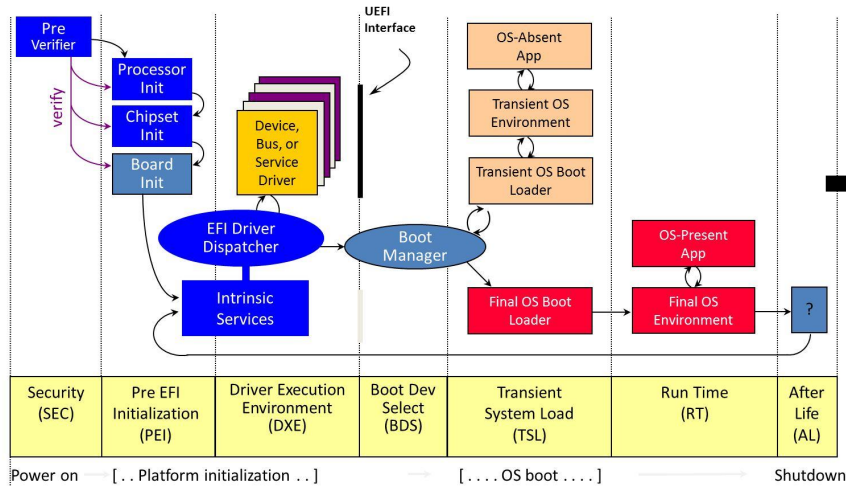 UEFI
Interface
Pre
Verifier
verify
Processor
Init
Chipset
Init
Board
Init
Device,
Bus, or
Service
Driver
EFI Driver
Dispatcher
Intrinsic
Services
Boot
Manager
OS-Absent
App
Transient OS
Environment
Transient OS Boot
Loader
Final OS Boot
Loader
OS-Present
App
Final OS
Environment
?
Security
(SEC)
Pre EFI
Initialization
(PEI)
Driver Execution
Environment
(DXE)
Boot Dev
Select
(BDS)
Transient
System Load
(TSL)
Run Time
(RT)
After
Life
(AL)
Power on
[ . . Platform initialization . . ]
[ . . . . OS boot . . . . ]
Shutdown